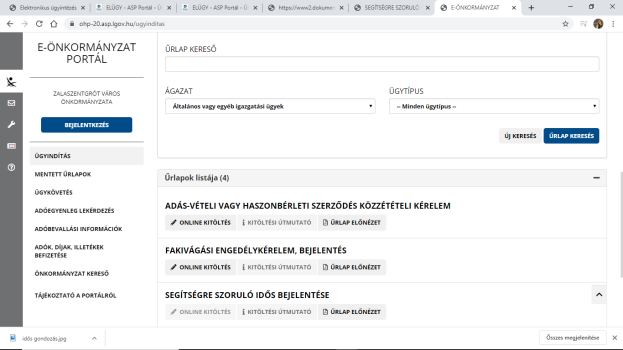 Elektronikus ügyintézés
ELÜGY - ASP Portál - Ü
ELÜGY - ASP Portál - Ü
https://www2.dokume
SEGÍTSÉGRE SZORULÓ
E-ÖNKORMÁNYZAT
ohp-20.asp.lgov.hu/ugyinditas
E-ÖNKORMÁNYZAT
PORTÁL
ZALASZENTGRÓT VÁROS
ÖNKORMÁNYZATA
BEJELENTKEZÉS
ÜGYINDÍTÁS
MENTETT ŰRLAPOK
ÜGYKÖVETÉS
ADÓEGYENLEG LEKÉRDEZÉS
ADÓBEVALLÁSI INFORMÁCIÓK
ADÓK, DÍJAK, ILLETÉKEK
BEFIZETÉSE
ÖNKORMÁNYZAT KERESŐ
TÁJÉKOZTATÓ A PORTÁLRÓL
ŰRLAP KERESŐ
ÁGAZAT
ÜGYTÍPUS
Általános vagy egyéb igazgatási ügyek
-- Minden ügytípus --
ÚJ KERESÉS
ŰRLAP KERESÉS
Űrlapok listája (4)
ADÁS-VÉTELI VAGY HASZONBÉRLETI SZERZŐDÉS KÖZZÉTÉTELI KÉRELEM
ONLINE KITÖLTÉS
KITÖLTÉSI ÚTMUTATÓ
ŰRLAP ELŐNÉZET
FAKIVÁGÁSI ENGEDÉLYKÉRELEM, BEJELENTÉS
ONLINE KITÖLTÉS
KITÖLTÉSI ÚTMUTATÓ
ŰRLAP ELŐNÉZET
SEGÍTSÉGRE SZORULÓ IDŐS BEJELENTÉSE
ONLINE KITÖLTÉS
KITÖLTÉSI ÚTMUTATÓ
ŰRLAP ELŐNÉZET
idős gondozás.jpg
Összes megjelenítése